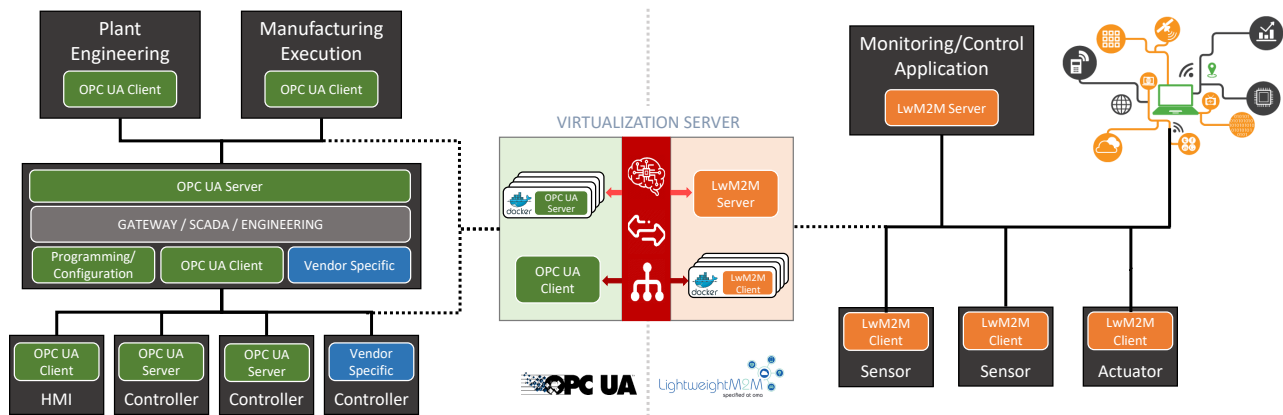 Plant
Engineering
OPC UA Client
Manufacturing
Execution
OPC UA Client
OPC UA Server
GATEWAY / SCADA / ENGINEERING
Programming/
Configuration
OPC UA Client
Vendor Specific
OPC UA
Client
HMI
OPC UA
Server
Controller
OPC UA
Server
Controller
Vendor
Specific
Controller
VIRTUALIZATION SERVER
docker
OPC UA
Server
LwM2M
Server
OPC UA
Client
docker
LwM2M
Client
OPC UA
LightweightM2M
specified at oma
Monitoring/Control
Application
LwM2M Server
LwM2M
Client
Sensor
LwM2M
Client
Sensor
LwM2M
Client
Actuator